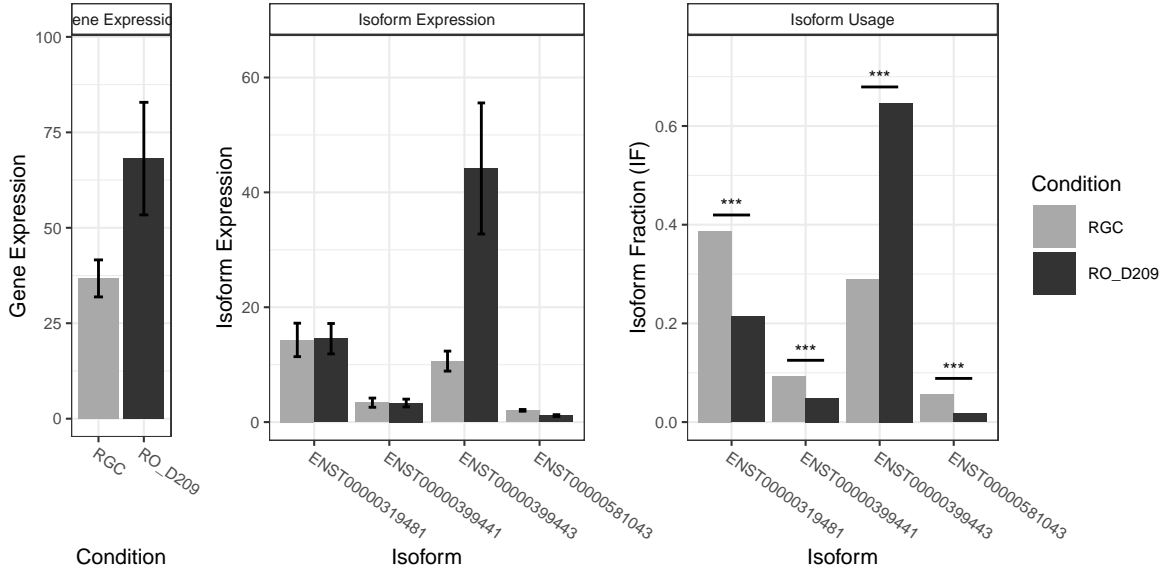 ene Expressio
Gene Expression
100
75
50
25
0
RGC
RO_D209
Condition
Isoform Expression
Isoform Expression
60
40
20
0
ENST00000319481
ENST00000399441
ENST00000399443
ENST00000581043
Isoform
Isoform Usage
Isoform Fraction (IF)
0.6
0.4
0.2
0.0
***
***
***
***
ENST00000319481
ENST00000399441
ENST00000399443
ENST00000581043
Isoform
Condition
RGC
RO_D209